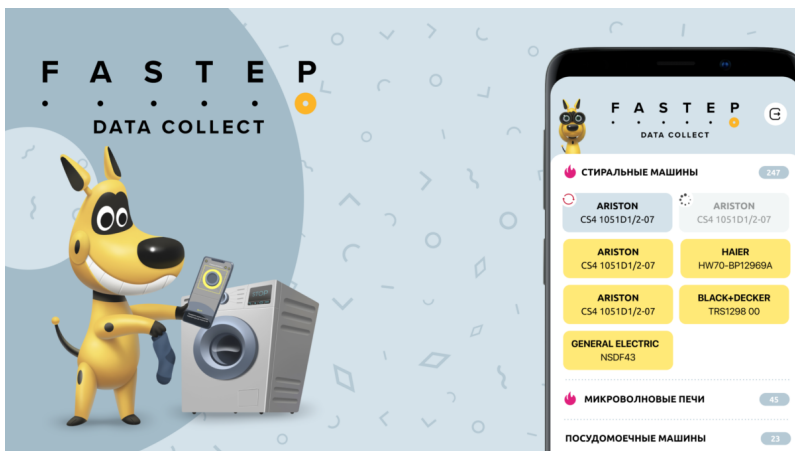 FASTEP
DATA COLLECT
FASTEP
DATA COLLECT
СТИРАЛЬНЫЕ МАШИНЫ 247
ARISTON
CS4 1051D1/2-07
ARISTON
CS4 1051D1/2-07
ARISTON
CS4 1051D1/2-07
HAIER
HW70-BP12969A
ARISTON
CS4 1051D1/2-07
BLACK+DECKER
TRS1298 00
GENERAL ELECTRIC
NSDF43
МИКРОВОЛНОВЫЕ ПЕЧИ 45
ПОСУДОМОЕЧНЫЕ МАШИНЫ 23